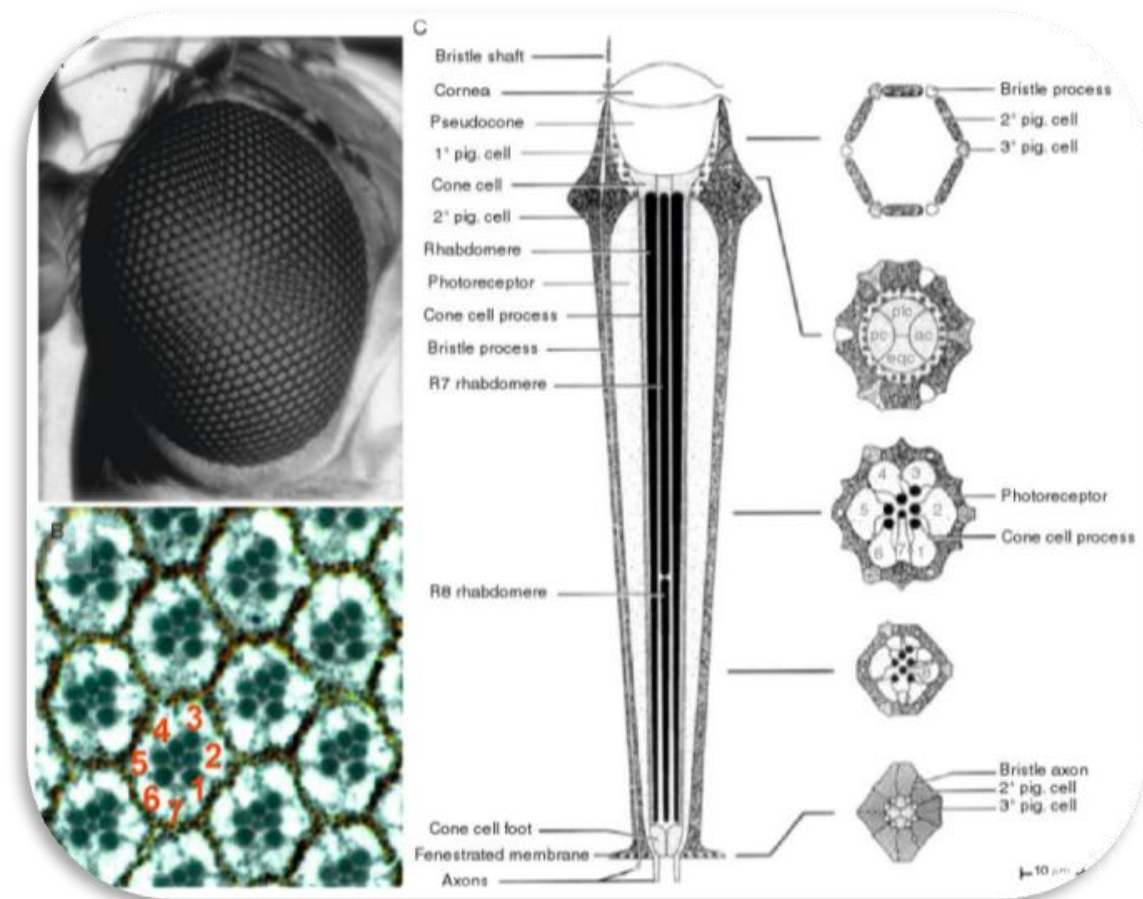 C
Bristle shaft
Cornea
Pseudocone
1° pig. cell
Cone cell
2° pig. cell
Rhabdomere
Photoreceptor
Cone cell process
Bristle process
R7 rhabdomere
R8 rhabdomere
Cone cell foot
Fenestrated membrane
Axons
Bristle process
2° pig. cell
3° pig. cell
plc
pc
ac
eqc
4 3
5 2
6 7 1
Photoreceptor
Cone cell process
8
Bristle axon
2° pig. cell
3° pig. cell
10 µm
B
3
4
2
5
1
6
7